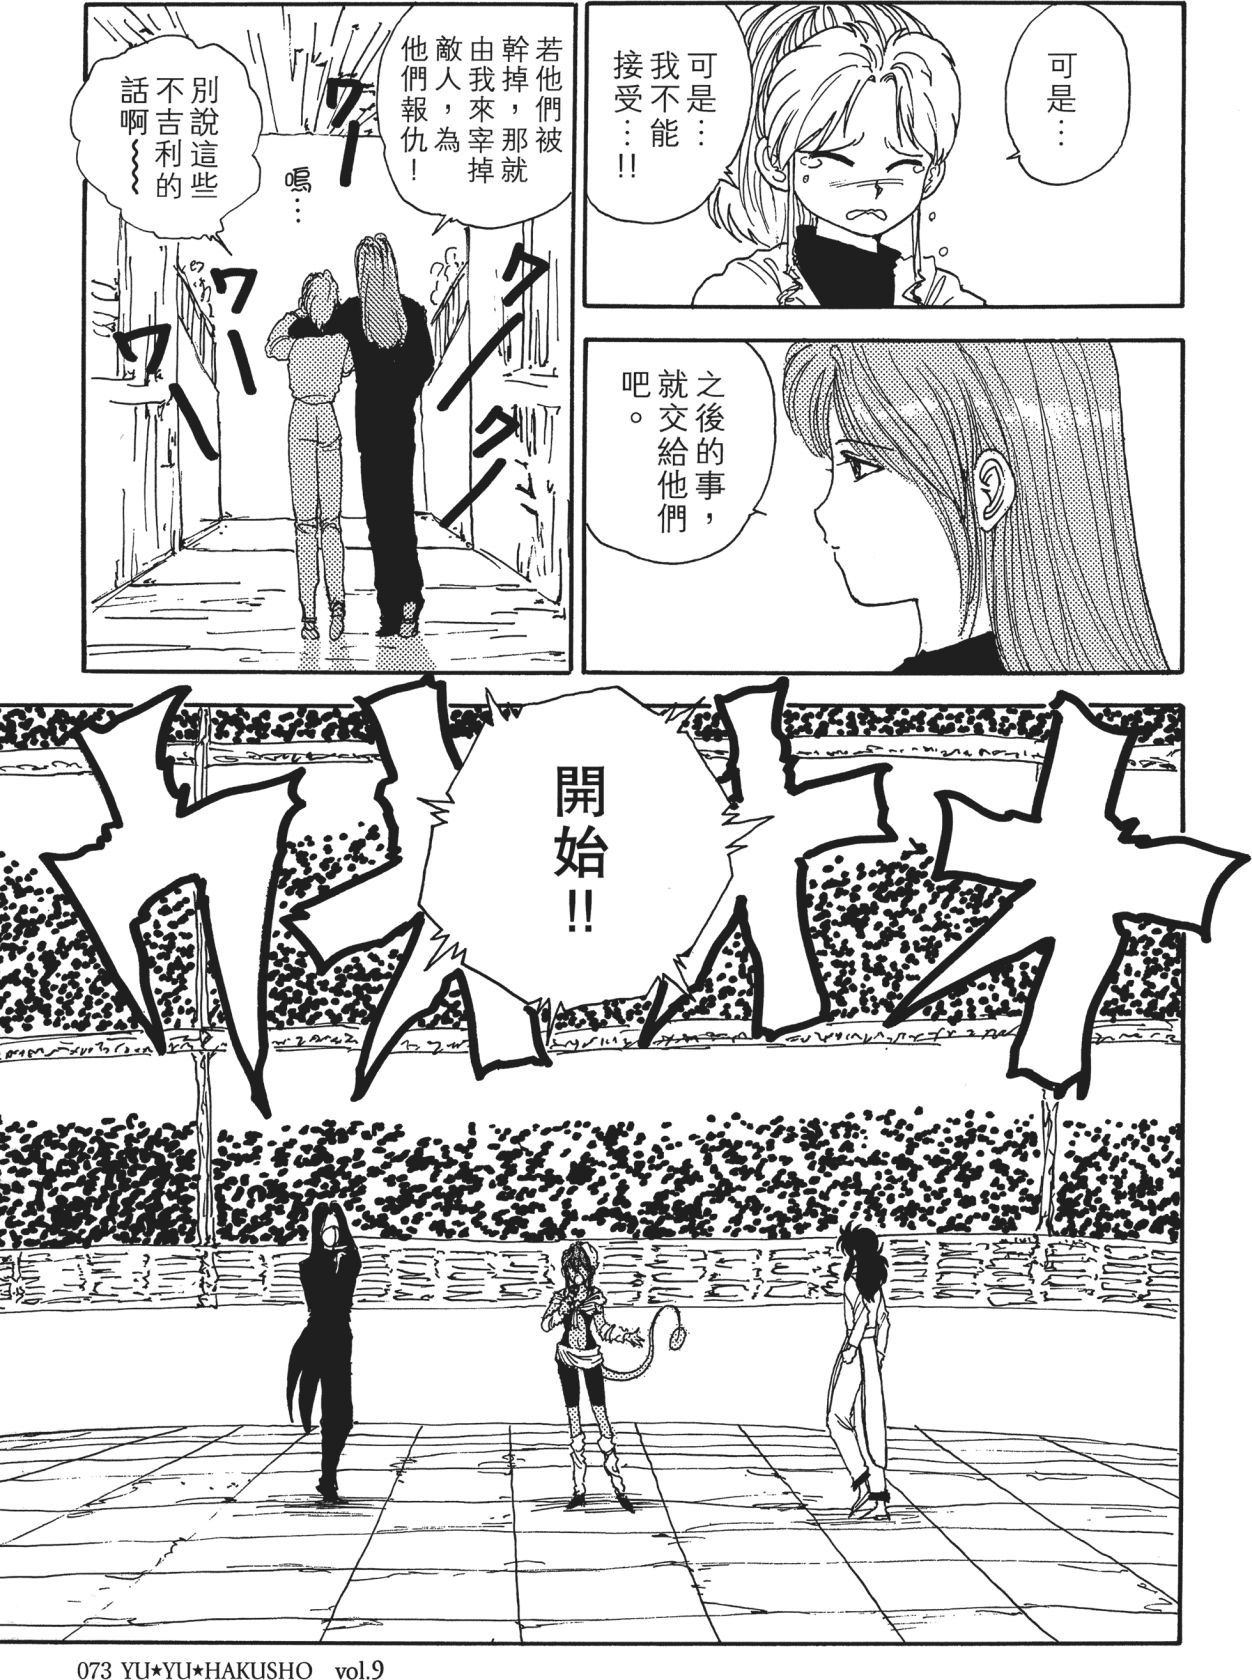 可是…
可是…
我不能
接受…!!
之後的事，
就交給他們
吧。
若他們被
幹掉，那就
由我來宰掉
敵人，為
他們報仇！
嗚…
別說這些
不吉利的
話啊～～
ワー
ワー
ワー
クー
クー
開始!!
073 YU★YU★HAKUSHO vol.9